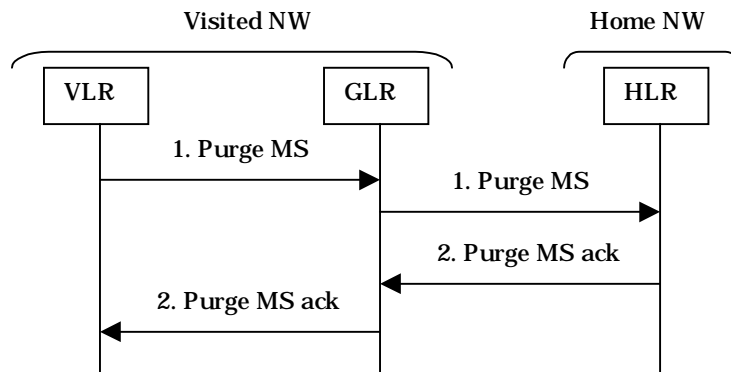 Visited NW
Home NW
VLR
GLR
HLR
1. Purge MS
1. Purge MS
2. Purge MS ack
2. Purge MS ack